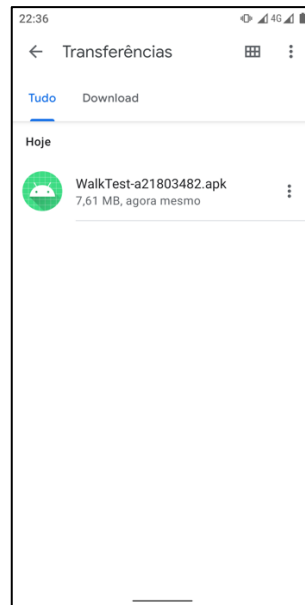 22:36 4G
Transferências
Tudo Download
Hoje
WalkTest-a21803482.apk
7,61 MB, agora mesmo